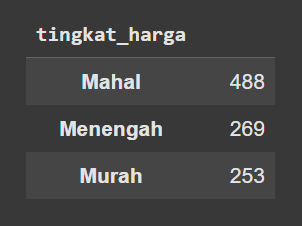 tingkat_harga
Mahal 488
Menengah 269
Murah 253